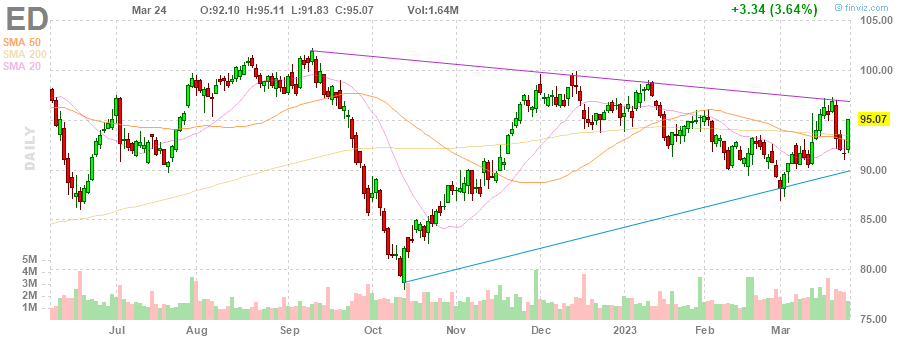 ED
Mar 24 O:92.10 H:95.11 L:91.83 C:95.07 Vol:1.64M +3.34 (3.64%) © finviz.com
SMA 50
SMA 200
SMA 20
DAILY
105.00
100.00
95.07
90.00
85.00
80.00
75.00
5M
4M
3M
2M
1M
Jul Aug Sep Oct Nov Dec 2023 Feb Mar